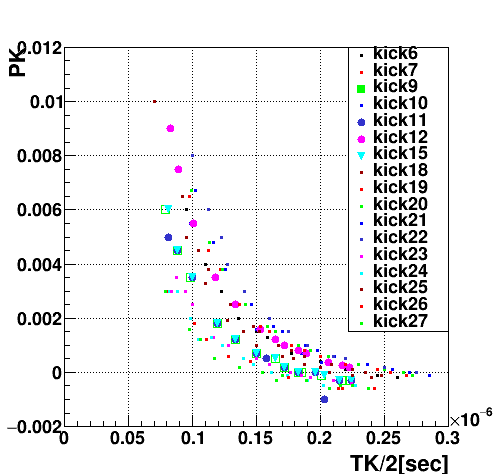 PK
0.012
0.01
0.008
0.006
0.004
0.002
0
−0.002
kick6
kick7
kick9
kick10
kick11
kick12
kick15
kick18
kick19
kick20
kick21
kick22
kick23
kick24
kick25
kick26
kick27
0 0.05 0.1 0.15 0.2 0.25 0.3
×10⁻⁶
TK/2[sec]